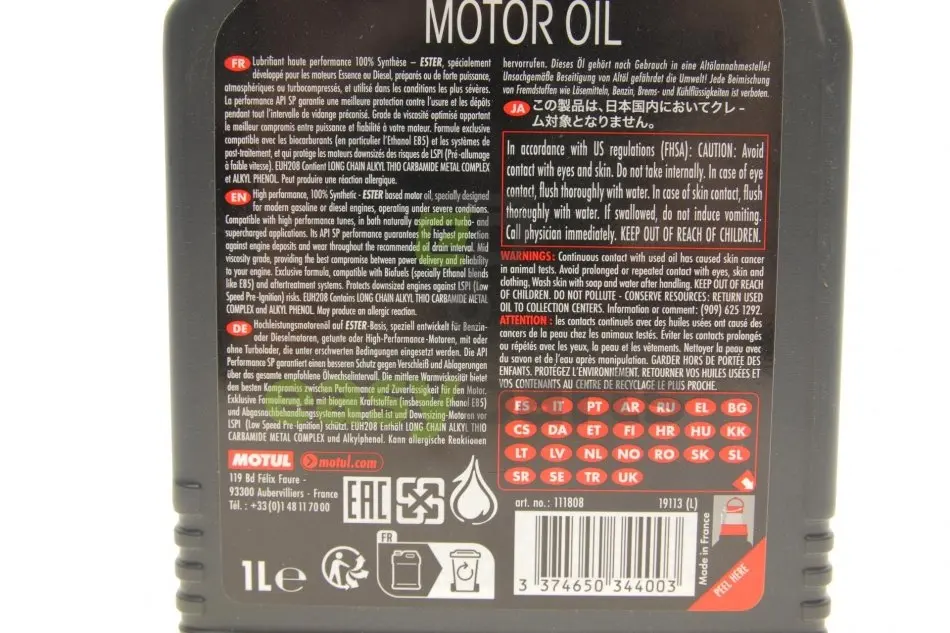 MOTOR OIL
FR Lubrifiant haute performance 100% Synthèse – ESTER, spécialement
développé pour les moteurs Essence ou Diesel, préparés ou de forte puissance,
atmosphériques ou turbocompressés, et utilisés dans les conditions les plus sévères.
La performance API SP garantie une meilleure protection contre l'usure et les dépôts
pendant tout l'intervalle de vidange préconisé. Grade de viscosité optimisé apportant
le meilleur compromis entre puissance et fiabilité à votre moteur. Formule exclusive
compatible avec les biocarburants (en particulier l'Ethanol E85) et les systèmes de
post-traitement, et qui protège les moteurs downsizés des risques de LSPI (Pré-allumage
à faible vitesse). EUH208 Contient LONG CHAIN ALKYL THIO CARBAMIDE METAL COMPLEX
et ALKYL PHENOL. Peut produire une réaction allergique.
EN High performance, 100% Synthetic - ESTER based motor oil, specially designed
for modern gasoline or diesel engines, operating under severe conditions.
Compatible with high performance tunes, in both naturally aspirated or turbo- and
supercharged applications. Its API SP performance guarantees the highest protection
against engine deposits and wear throughout the recommended oil drain interval. Mid
viscosity grade, providing the best compromise between power delivery and reliability
to your engine. Exclusive formula, compatible with Biofuels (specially Ethanol blends
like E85) and aftertreatment systems. Protects downsized engines against LSPI (Low
Speed Pre-Ignition) risks. EUH208 Contains LONG CHAIN ALKYL THIO CARBAMIDE METAL
COMPLEX and ALKYL PHENOL. May produce an allergic reaction.
DE Hochleistungsmotorenöl auf ESTER-Basis, speziell entwickelt für Benzin-
oder Dieselmotoren, getunte oder High-Performance-Motoren, mit oder
ohne Turbolader, die unter erschwerten Bedingungen eingesetzt werden. Die API
Performance SP garantiert einen besseren Schutz gegen Verschleiß und Ablagerungen
über das gesamte empfohlene Ölwechselintervall. Die mittlere Warmviskosität bietet
den besten Kompromiss zwischen Performance und Zuverlässigkeit für den Motor.
Exklusive Formulierung, die mit biogenen Kraftstoffen (insbesondere Ethanol E85)
und Abgasnachbehandlungssystemen kompatibel ist und Downsizing-Motoren vor
LSPI (Low Speed Pre-Ignition) schützt. EUH208 Enthält LONG CHAIN ALKYL THIO
CARBAMIDE METAL COMPLEX und Alkylphenol. Kann allergische Reaktionen
MOTUL motul.com
119 Bd Félix Faure -
93300 Aubervilliers - France
Tél. : +33 (0)1 48 11 70 00
EAC
1L e
FR
hervorrufen. Dieses Öl gehört nach Gebrauch in eine Altölannahmestelle!
Unsachgemäße Beseitigung von Altöl gefährdet die Umwelt! Jede Beimischung
von Fremdstoffen wie Lösemitteln, Benzin, Brems- und Kühlflüssigkeiten ist verboten.
JA この製品は、日本国内においてクレー
ム対象となりません。
In accordance with US regulations (FHSA): CAUTION: Avoid
contact with eyes and skin. Do not take internally. In case of eye
contact, flush thoroughly with water. In case of skin contact, flush
thoroughly with water. If swallowed, do not induce vomiting.
Call physician immediately. KEEP OUT OF REACH OF CHILDREN.
WARNINGS: Continuous contact with used oil has caused skin cancer
in animal tests. Avoid prolonged or repeated contact with eyes, skin and
clothing. Wash skin with soap and water after handling. KEEP OUT OF REACH
OF CHILDREN. DO NOT POLLUTE - CONSERVE RESOURCES: RETURN USED
OIL TO COLLECTION CENTERS. Information or comment: (909) 625 1292.
ATTENTION : les contacts continuels avec des huiles usées ont causé des
cancers de la peau chez les animaux testés. Eviter les contacts prolongés
ou répétés avec les yeux, la peau et les vêtements. Nettoyer la peau avec
du savon et de l'eau après manipulation. GARDER HORS DE PORTÉE DES
ENFANTS. PROTÉGEZ L'ENVIRONNEMENT. RETOURNER VOS HUILES USÉES ET
VOS CONTENANTS AU CENTRE DE RECYCLAGE LE PLUS PROCHE.
ES IT PT AR RU EL BG
CS DA ET FI HR HU KK
LT LV NL NO RO SK SL
SR SE TR UK
art. no.: 111808 19113 (L)
3 374650 344003
Made in France
PEEL HERE